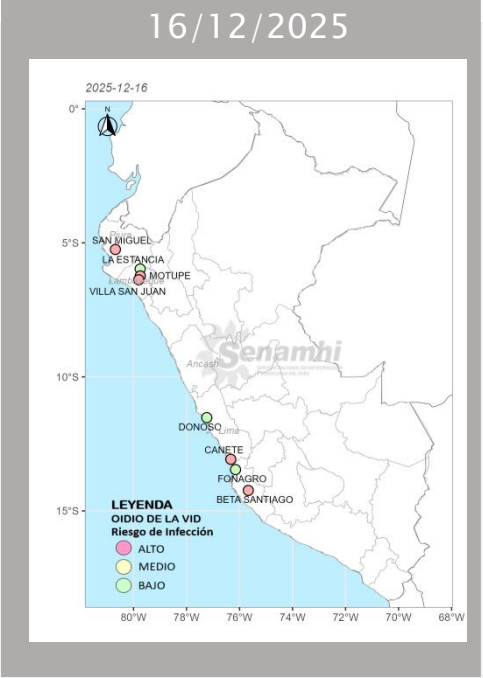 16/12/2025
2025-12-16
N
0°
Piura
SAN MIGUEL
5°S
LA ESTANCIA
MOTUPE
Lambayeque
VILLA SAN JUAN
Senamhi
Ancash
10°S
DONOSO
Lima
CANETE
FONAGRO
BETA SANTIAGO
15°S
LEYENDA
OIDIO DE LA VID
Riesgo de Infección
ALTO
MEDIO
BAJO
80°W 78°W 76°W 74°W 72°W 70°W 68°W